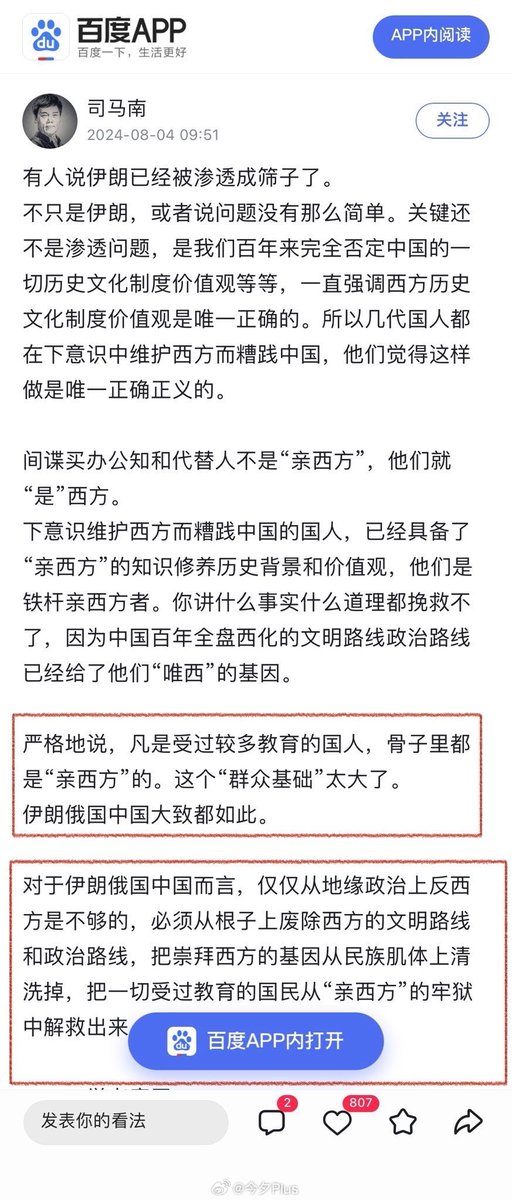 百度APP
百度一下，生活更好
APP内阅读
du
司马南
2024-08-04 09:51
关注
有人说伊朗已经被渗透成筛子了。
不只是伊朗，或者说问题没有那么简单。关键还
不是渗透问题，是我们百年来完全否定中国的一
切历史文化制度价值观等等，一直强调西方历史
文化制度价值观是唯一正确的。所以几代国人都
在下意识中维护西方而糟践中国，他们觉得这样
做是唯一正确正义的。
间谍买办公知和代替人不是“亲西方”，他们就
“是”西方。
下意识维护西方而糟践中国的国人，已经具备了
“亲西方”的知识修养历史背景和价值观，他们是
铁杆亲西方者。你讲什么事实什么道理都挽救不
了，因为中国百年全盘西化的文明路线政治路线
已经给了他们“唯西”的基因。
严格地说，凡是受过较多教育的国人，骨子里都
是“亲西方”的。这个“群众基础”太大了。
伊朗俄国中国大致都如此。
对于伊朗俄国中国而言，仅仅从地缘政治上反西
方是不够的，必须从根子上废除西方的文明路线
和政治路线，把崇拜西方的基因从民族肌体上清
洗掉，把一切受过教育的国民从“亲西方”的牢狱
中解救出来
du
百度APP内打开
发表你的看法
2
807
@今夕Plus